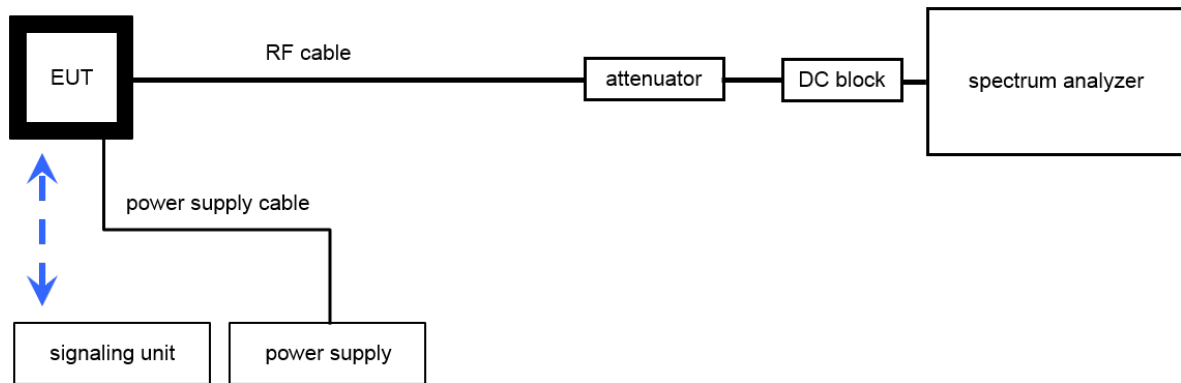 EUT
RF cable
attenuator
DC block
spectrum analyzer
power supply cable
signaling unit
power supply